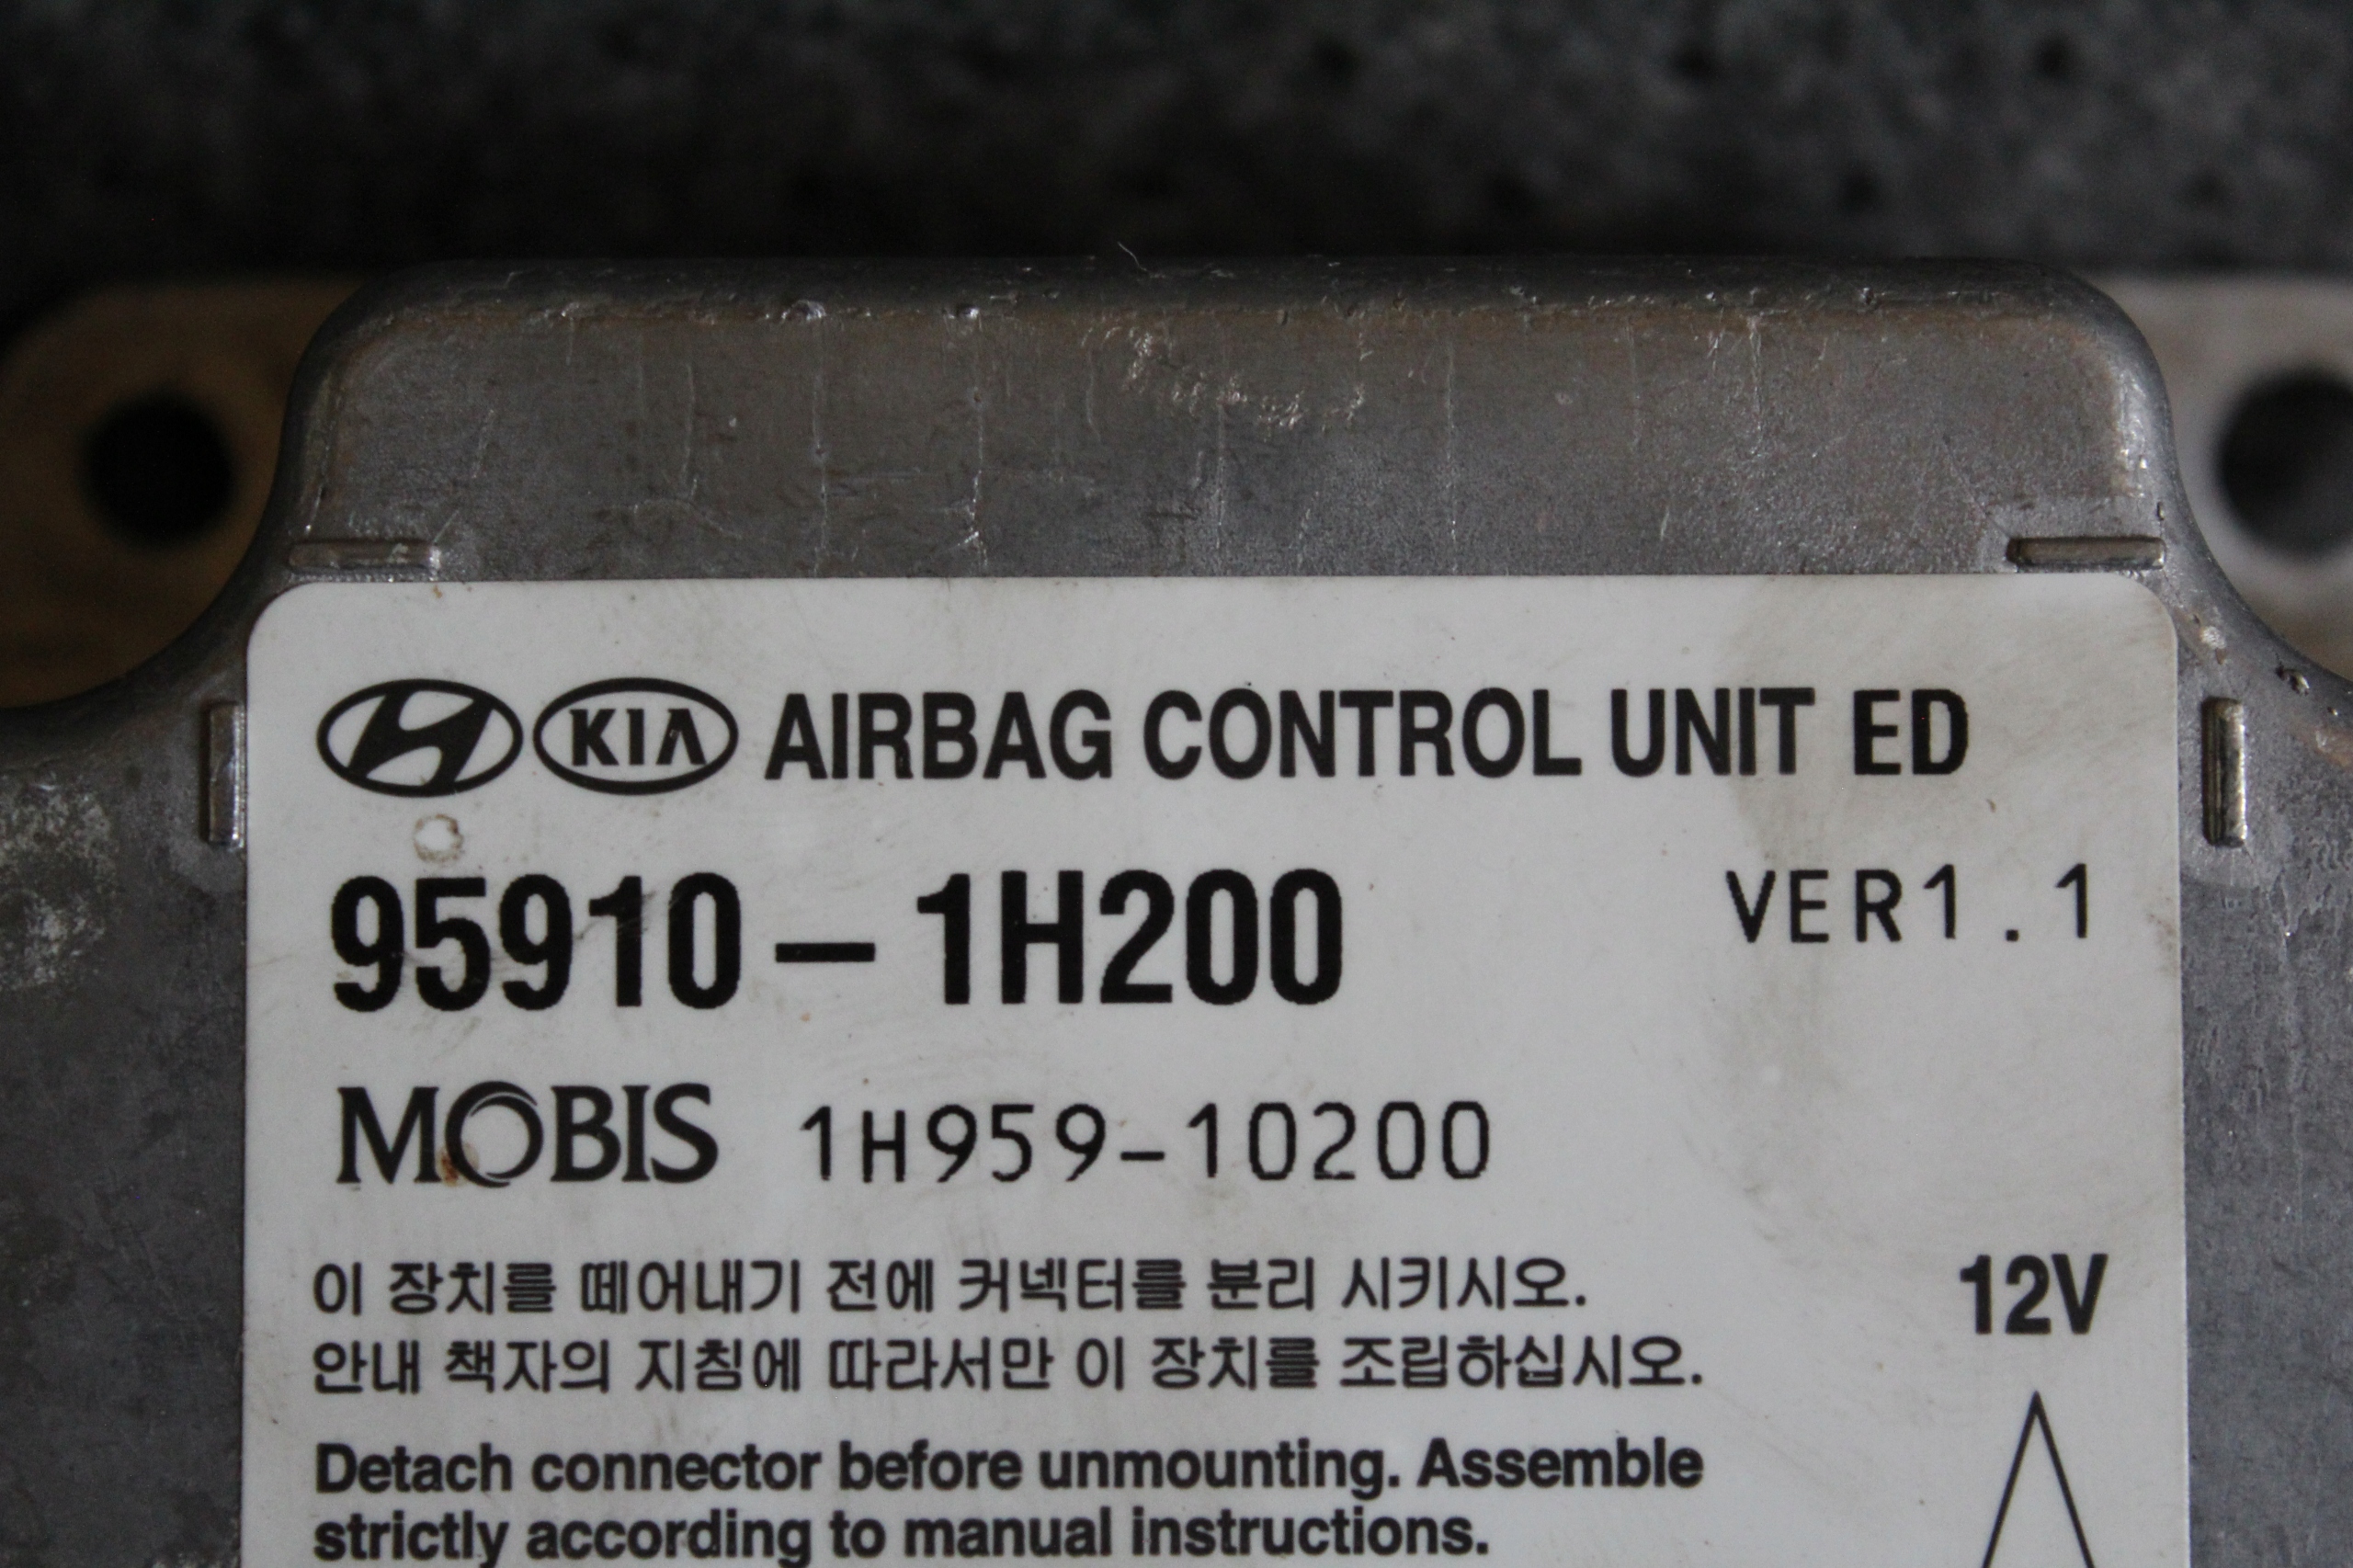 KIA AIRBAG CONTROL UNIT ED
95910-1H200 VER1.1
MOBIS 1H959-10200
이 장치를 떼어내기 전에 커넥터를 분리 시키시오.
12V
안내 책자의 지침에 따라서만 이 장치를 조립하십시오.
Detach connector before unmounting. Assemble
strictly according to manual instructions.